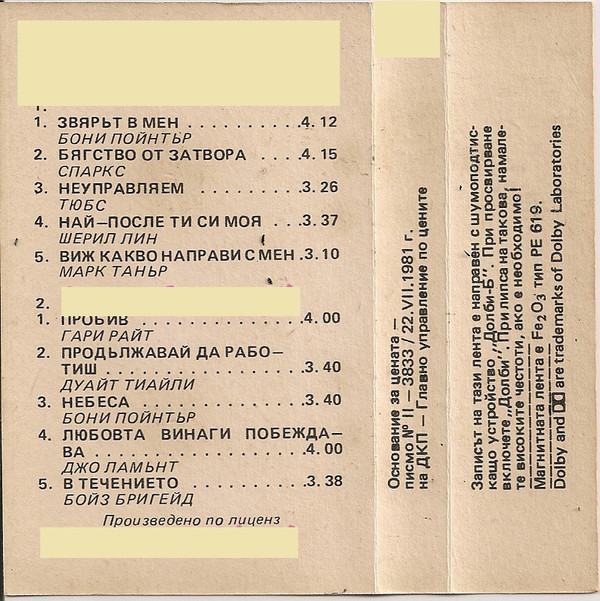 1.
1. ЗВЯРЪТ В МЕН . . . . . . . . . .4. 12
БОНИ ПОЙНТЪР
2. БЯГСТВО ОТ ЗАТВОРА . . . .4. 15
СПАРКС
3. НЕУПРАВЛЯЕМ . . . . . . . . .3. 26
ТЮБС
4. НАЙ—ПОСЛЕ ТИ СИ МОЯ . . .3. 37
ШЕРИЛ ЛИН
5. ВИЖ КАКВО НАПРАВИ С МЕН .3. 10
МАРК ТАНЪР
2.
1. ПРОБИВ . . . . . . . . . . . . . .4. 00
ГАРИ РАЙТ
2. ПРОДЪЛЖАВАЙ ДА РАБО—
ТИШ . . . . . . . . . . . . . . . .3. 40
ДУАЙТ ТИАЙЛИ
3. НЕБЕСА . . . . . . . . . . . . . .3. 40
БОНИ ПОЙНТЪР
4. ЛЮБОВТА ВИНАГИ ПОБЕЖДА—
ВА . . . . . . . . . . . . . . . . .4. 00
ДЖО ЛАМЪНТ
5. В ТЕЧЕНИЕТО . . . . . . . . . .3. 38
БОЙЗ БРИГЕЙД
Произведено по лиценз
Основание за цената —
писмо № II — 3833 / 22.VII.1981 г.
на ДКП — Главно управление по цените
Записът на тази лента е направен с шумоподтис-
кащо устройство „Долби-Б“. При просвирване
включете „Долби“. При липса на такова, намале-
те високите честоти, ако е необходимо!
Магнитната лента е Fe₂O₃ тип РЕ 619.
Dolby and are trademarks of Dolby Laboratories